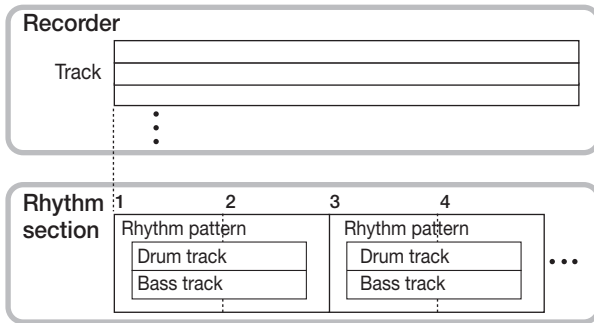 Recorder
Track
Rhythm
section
1 2 3 4
Rhythm pattern Rhythm pattern
Drum track Drum track
Bass track Bass track